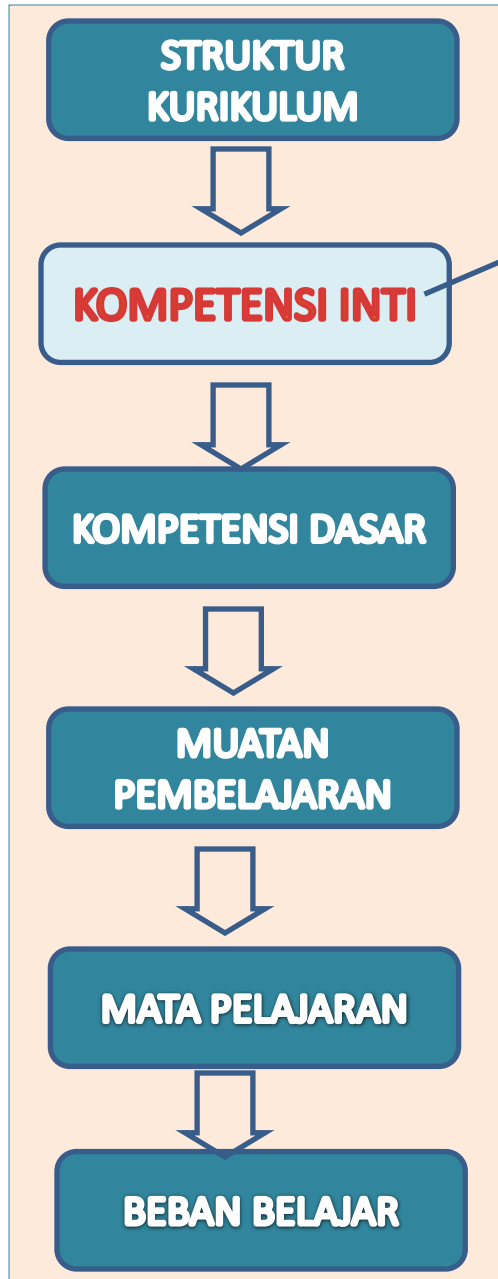 STRUKTUR
KURIKULUM
KOMPETENSI INTI
KOMPETENSI DASAR
MUATAN
PEMBELAJARAN
MATA PELAJARAN
BEBAN BELAJAR